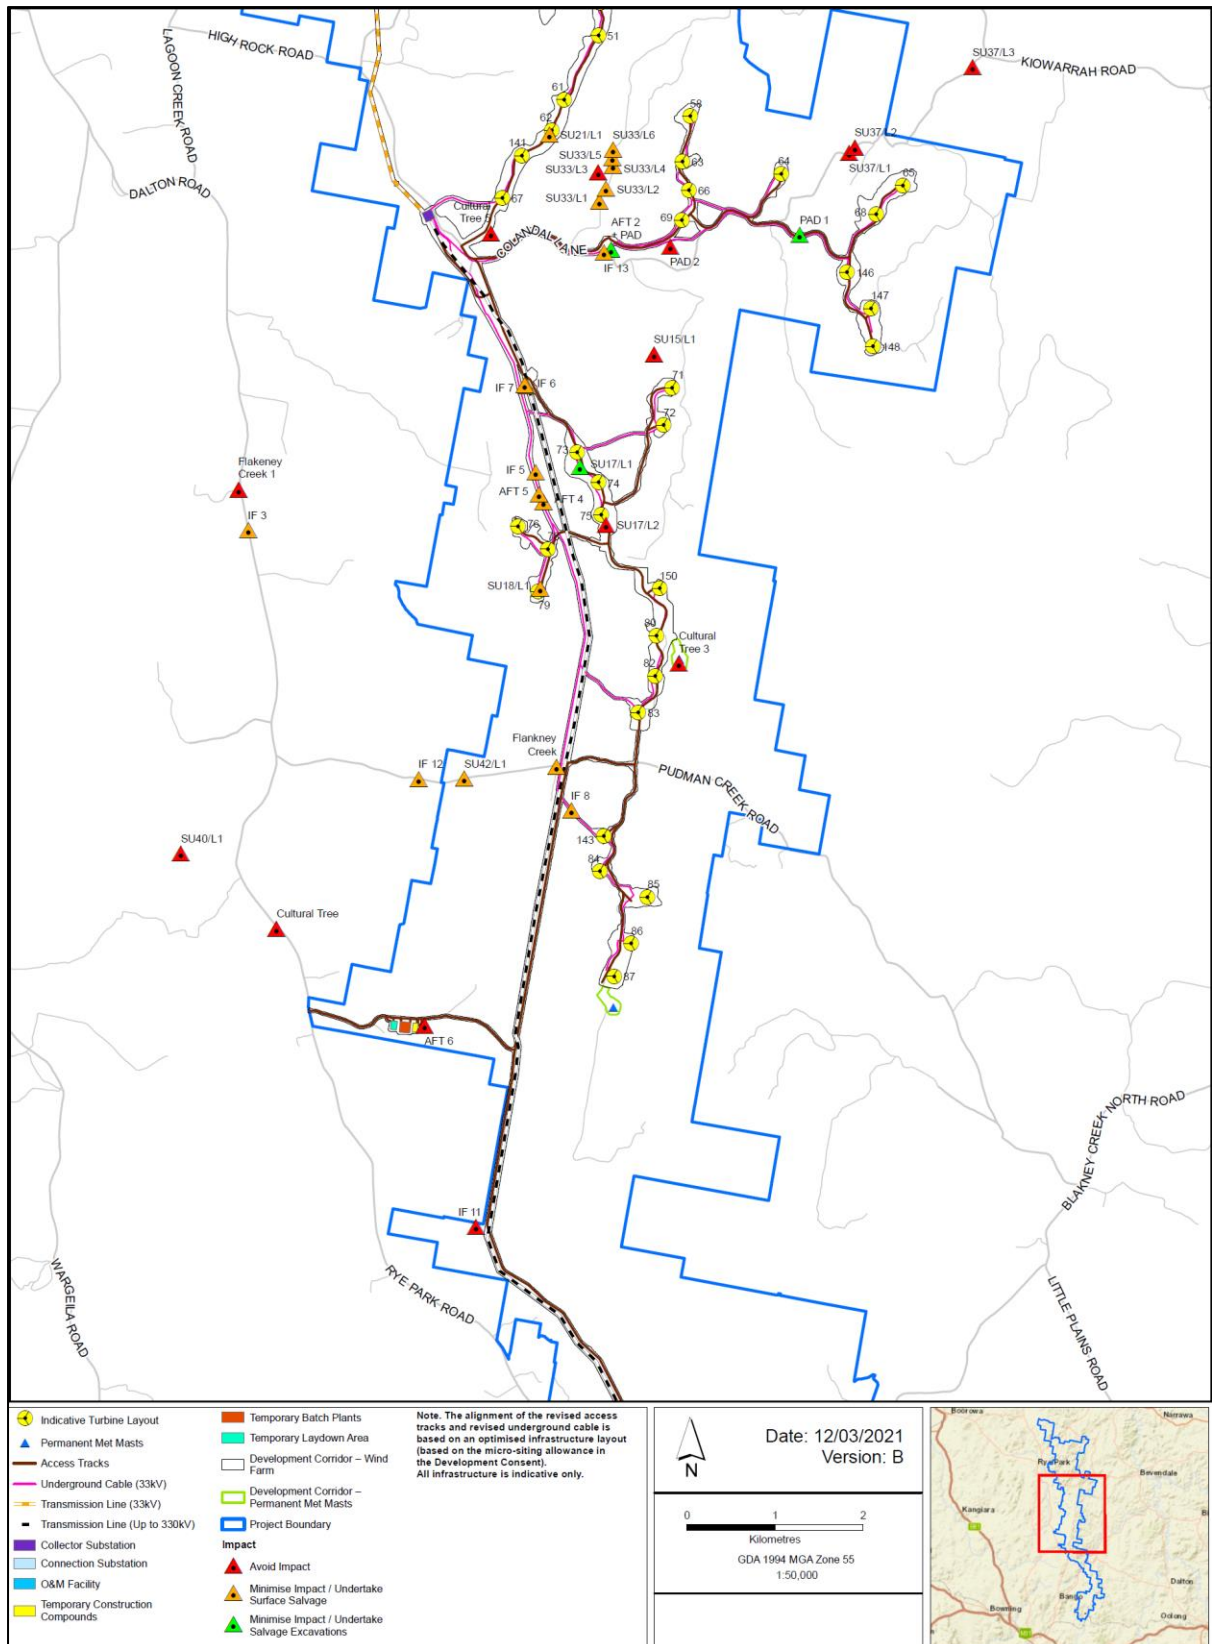 51
SU37/L3
KIOWARRAH ROAD
HIGH ROCK ROAD
LAGOON CREEK ROAD
61
58
62
SU21/L1
SU33/L6
141
SU33/L5
SU33/L4
63
SU37/L2
SU33/L3
SU37/L1
64
65
DALTON ROAD
SU33/L2
66
SU33/L1
67
Cultural
Tree 5
AFT 2
+ PAD
69
68
PAD 1
COLANDAL LANE
IF 13
PAD 2
146
147
148
SU15/L1
71
IF 7
IF 6
72
73
SU17/L1
Flakeney
Creek 1
IF 5
74
AFT 5
AFT 4
IF 3
75
SU17/L2
76
SU18/L1
79
150
80
Cultural
Tree 3
82
83
Flankney
Creek
IF 12
SU42/L1
PUDMAN CREEK ROAD
IF 8
143
SU40/L1
84
85
Cultural Tree
86
87
AFT 6
BLAKNEY CREEK NORTH ROAD
IF 11
WARGEILA ROAD
RYE PARK ROAD
LITTLE PLAINS ROAD
Indicative Turbine Layout
Permanent Met Masts
Access Tracks
Underground Cable (33kV)
Transmission Line (33kV)
Transmission Line (Up to 330kV)
Collector Substation
Connection Substation
O&M Facility
Temporary Construction
Compounds
Temporary Batch Plants
Temporary Laydown Area
Development Corridor – Wind
Farm
Development Corridor –
Permanent Met Masts
Project Boundary
Impact
Avoid Impact
Minimise Impact / Undertake
Surface Salvage
Minimise Impact / Undertake
Salvage Excavations
Note. The alignment of the revised access
tracks and revised underground cable is
based on an optimised infrastructure layout
(based on the micro-siting allowance in
the Development Consent).
All infrastructure is indicative only.
N
Date: 12/03/2021
Version: B
0 1 2
Kilometres
GDA 1994 MGA Zone 55
1:50,000
Boorowa
Narrawa
Rye Park
Bevendale
Kangiara
Dalton
Bango
Bowning
Oolong